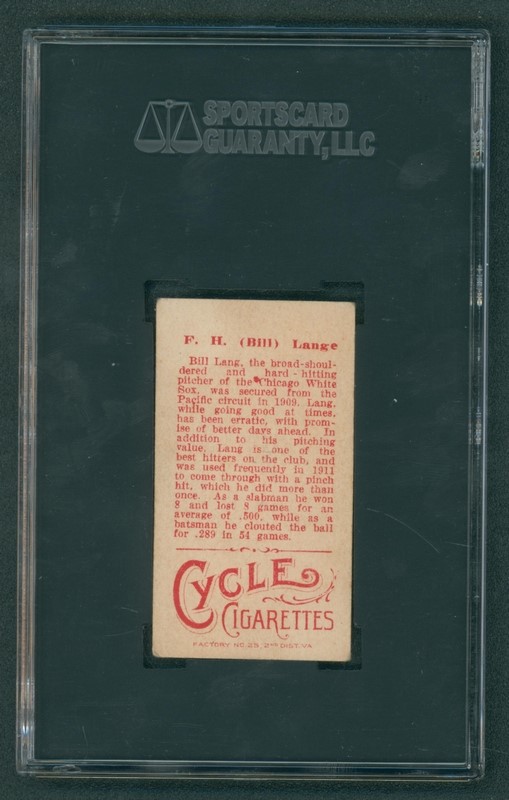 SPORTSCARD
GUARANTY, LLC
F. H. (Bill) Lange
Bill Lang, the broad-shoul-
dered and hard-hitting
pitcher of the Chicago White
Sox, was secured from the
Pacific circuit in 1909. Lang,
while going good at times,
has been erratic, with prom-
ise of better days ahead. In
addition to his pitching
value, Lang is one of the
best hitters on the club, and
was used frequently in 1911
to come through with a pinch
hit, which he did more than
once. As a slabman he won
8 and lost 8 games for an
average of .500, while as a
batsman he clouted the ball
for .289 in 54 games.
CYCLE
CIGARETTES
FACTORY NO. 25, 2ND DIST. VA